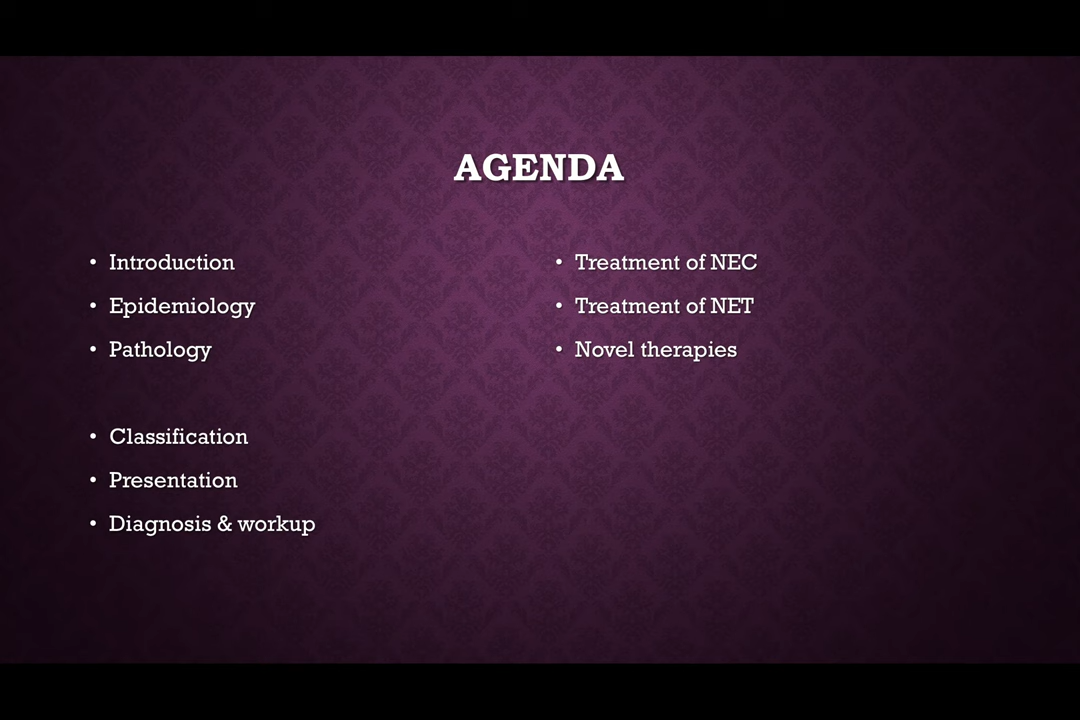 AGENDA
• Introduction
• Epidemiology
• Pathology
• Classification
• Presentation
• Diagnosis & workup
• Treatment of NEC
• Treatment of NET
• Novel therapies